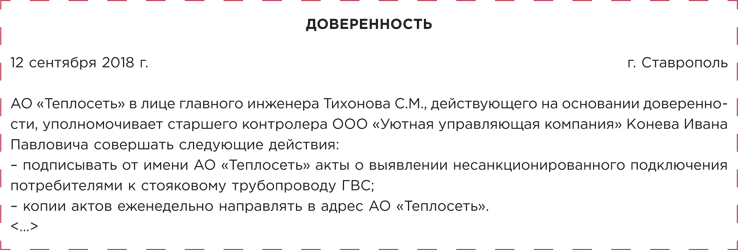 ДОВЕРЕННОСТЬ
12 сентября 2018 г. г. Ставрополь
АО «Теплосеть» в лице главного инженера Тихонова С.М., действующего на основании доверенно-
сти, уполномочивает старшего контролера ООО «Уютная управляющая компания» Конева Ивана
Павловича совершать следующие действия:
– подписывать от имени АО «Теплосеть» акты о выявлении несанкционированного подключения
потребителями к стояковому трубопроводу ГВС;
– копии актов еженедельно направлять в адрес АО «Теплосеть».
<...>